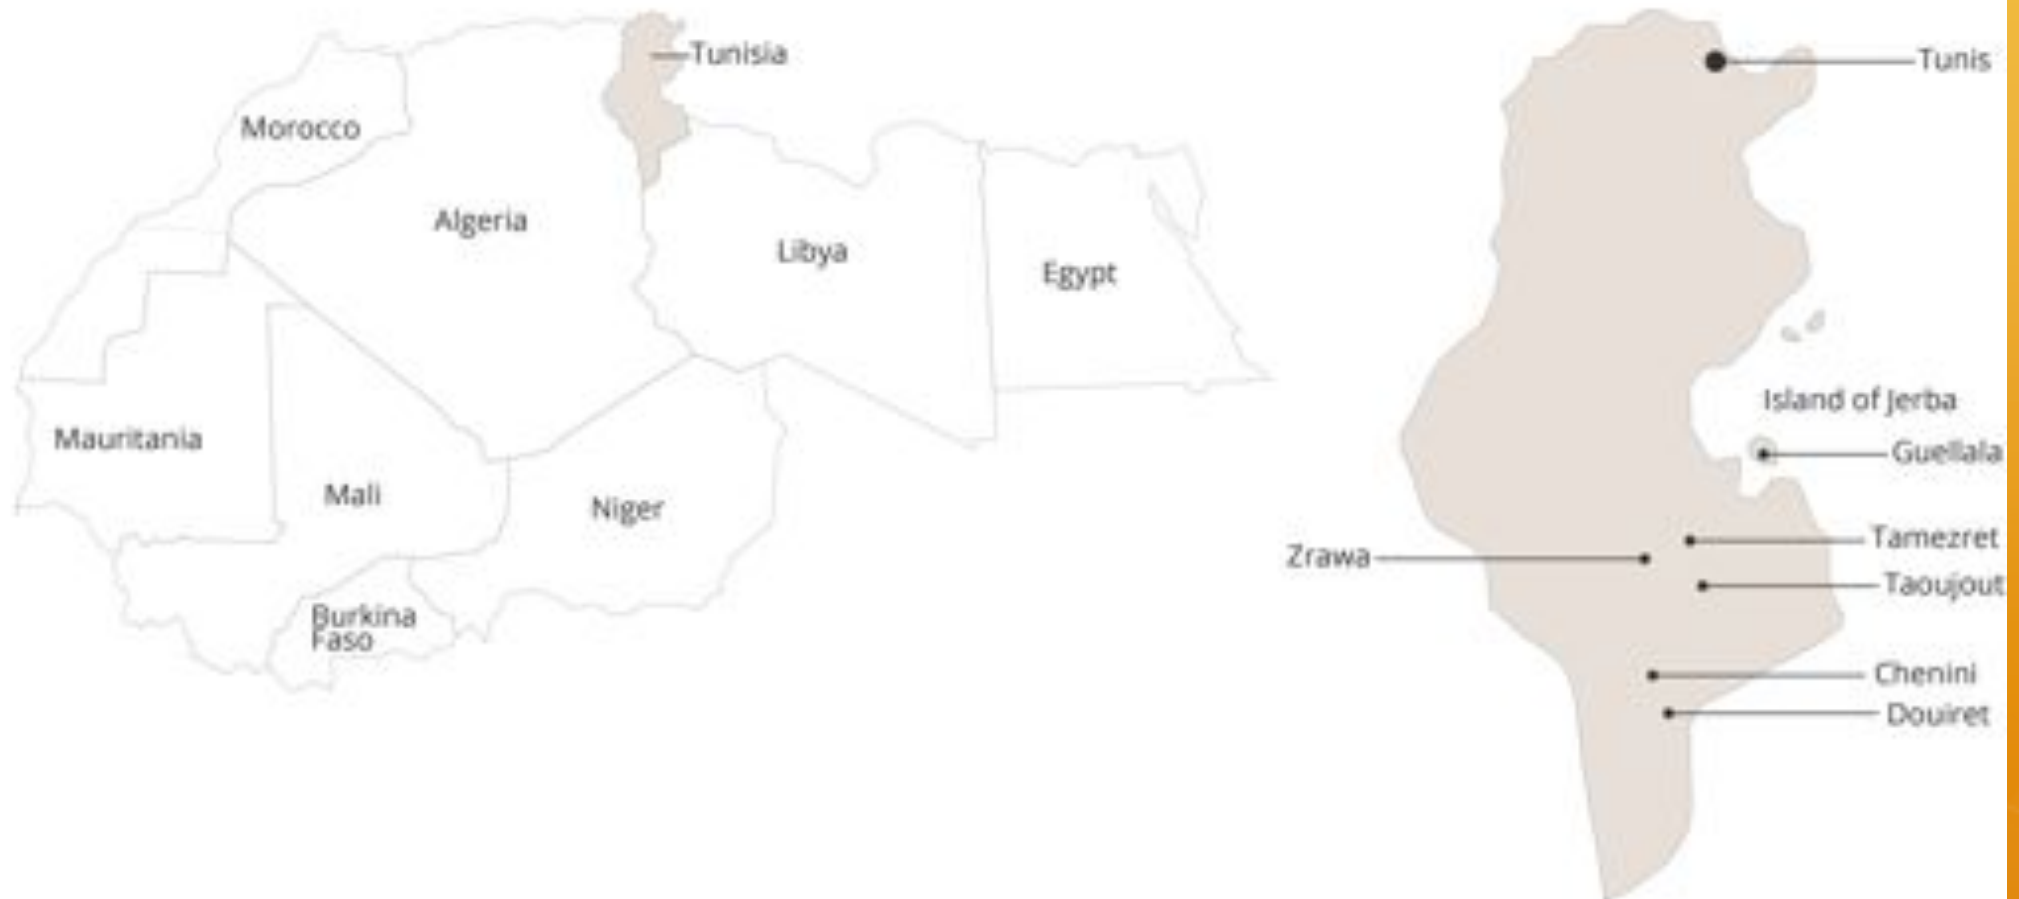 Tunisia
Morocco
Algeria
Libya
Egypt
Mauritania
Mali
Niger
Burkina
Faso
Tunis
Island of Jerba
Guellala
Tamezret
Zrawa
Taoujout
Chenini
Douiret